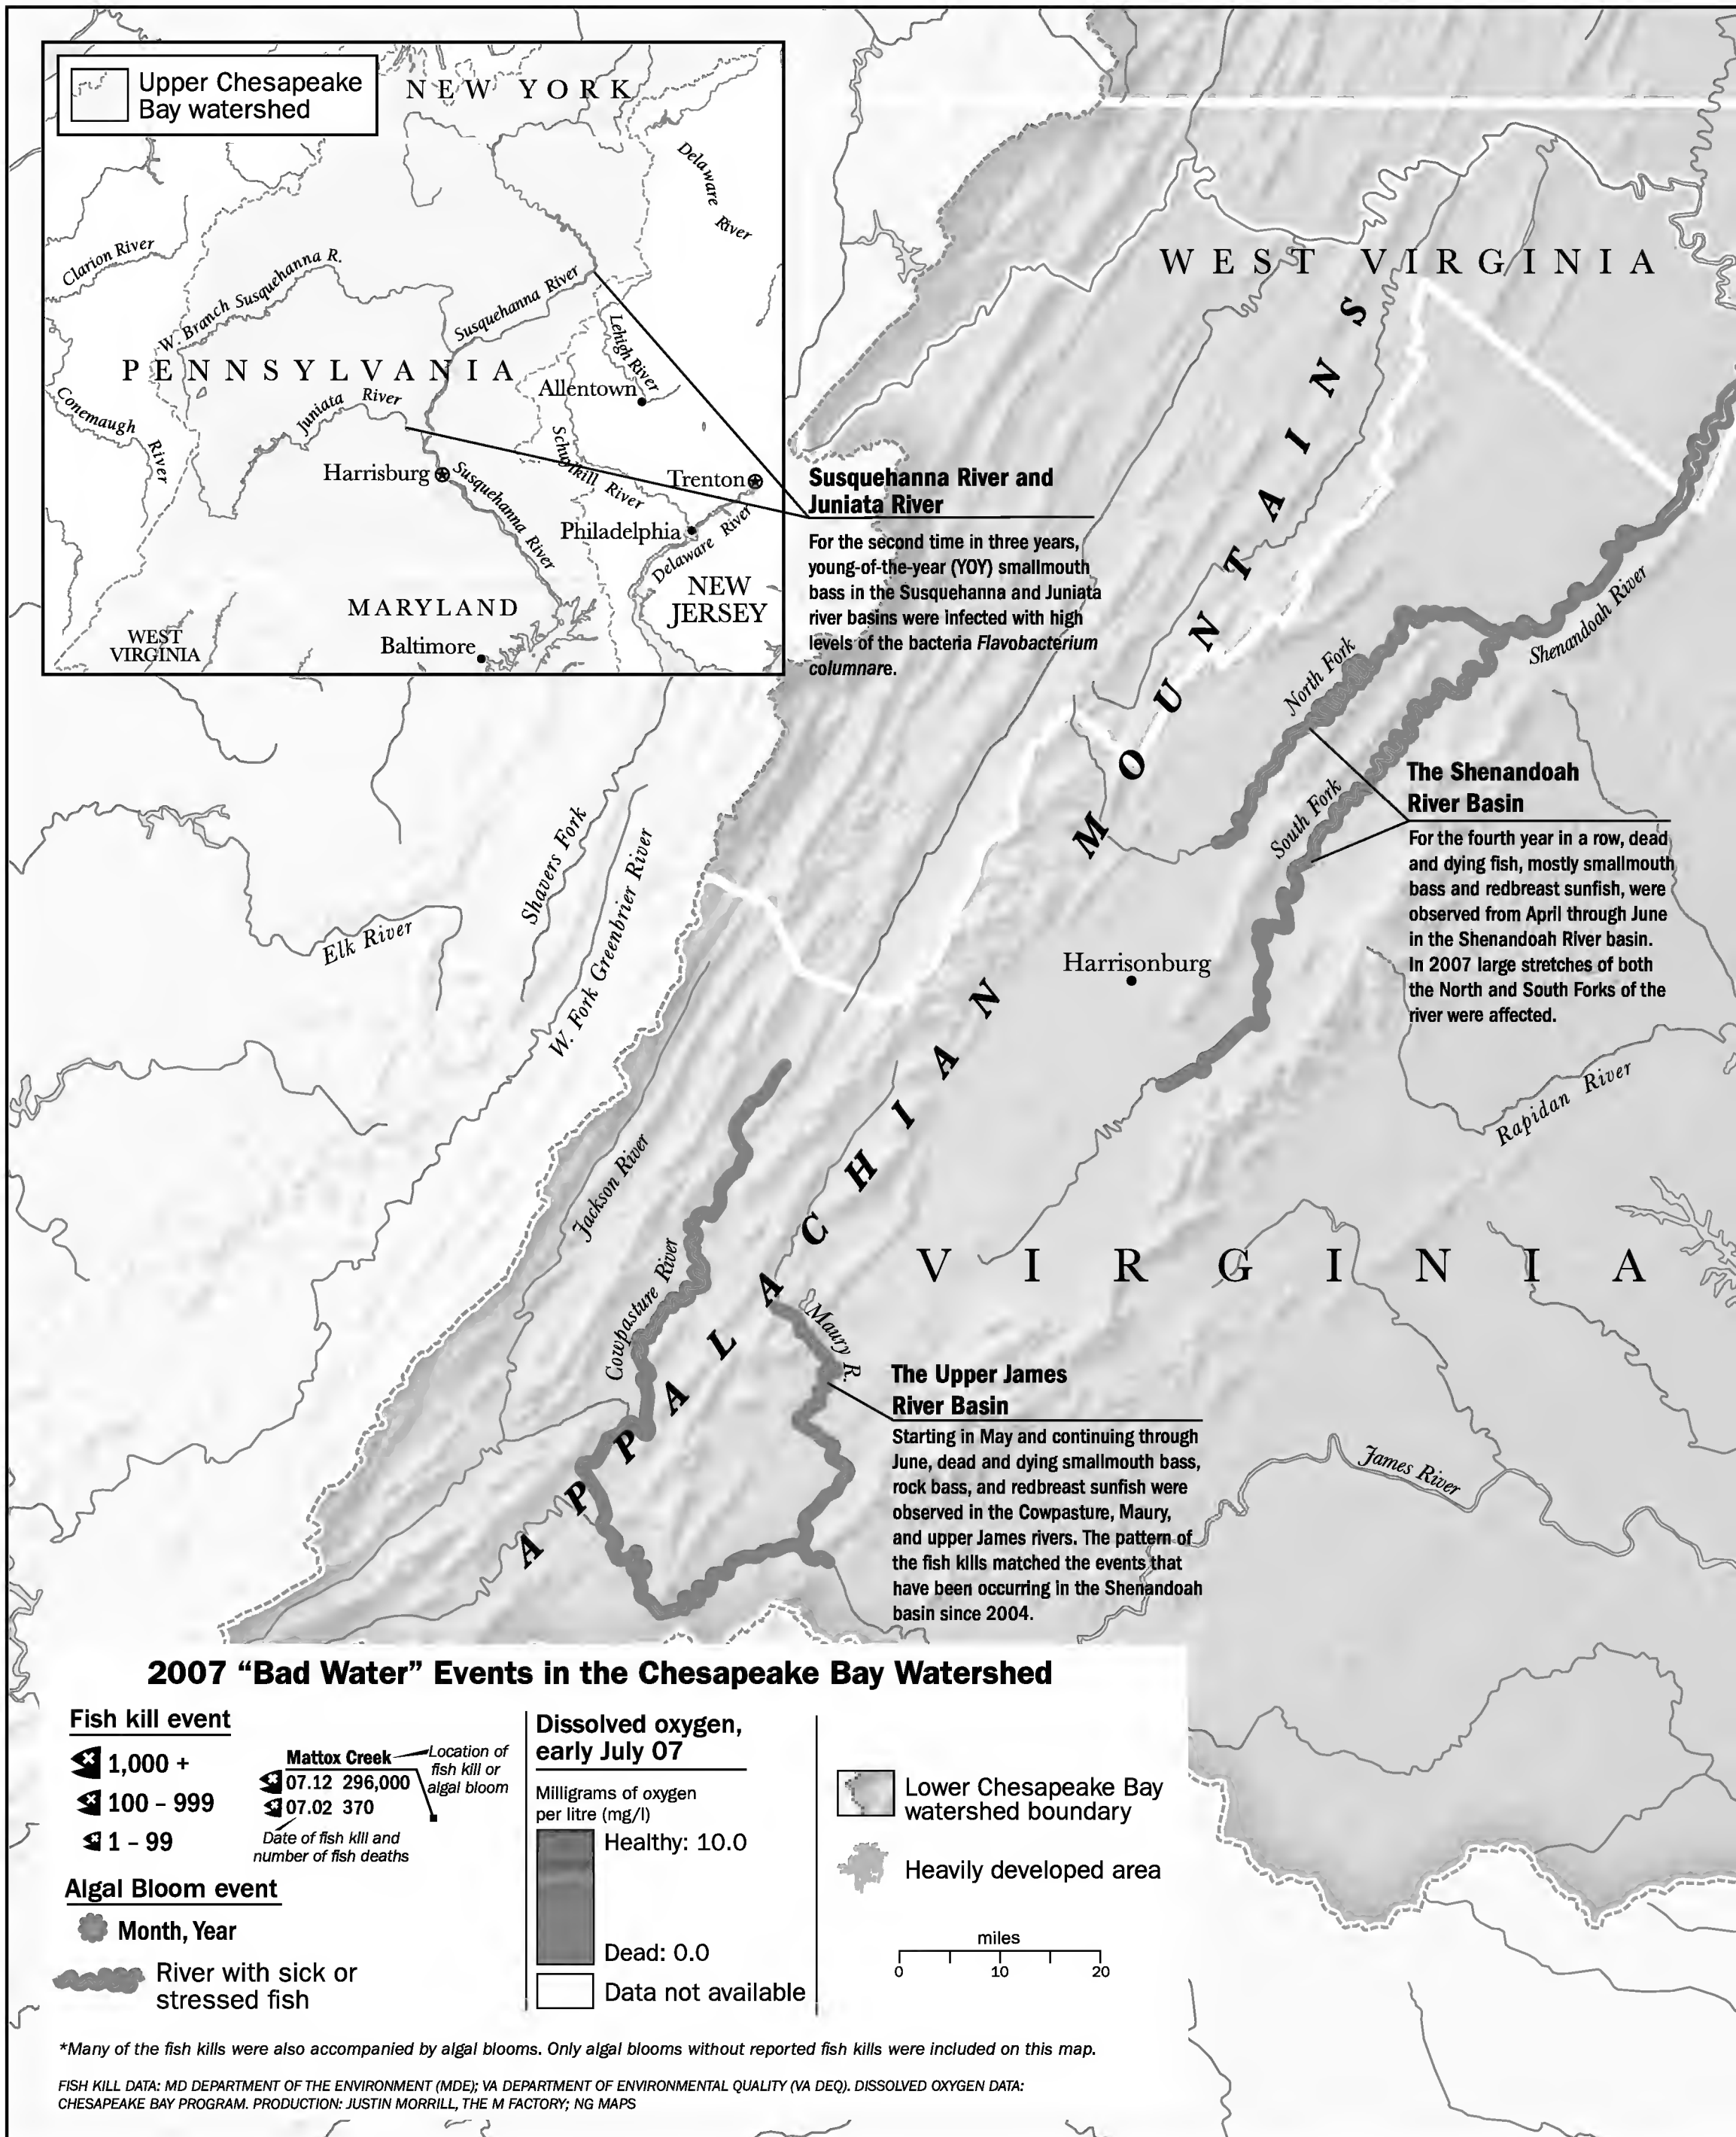 Upper Chesapeake
Bay watershed
NEW YORK
Delaware
River
Clarion River
W. Branch Susquehanna R.
Susquehanna River
Lehigh River
PENNSYLVANIA
Allentown
Conemaugh
River
Juniata River
Schuylkill River
Harrisburg
Susquehanna River
Trenton
Philadelphia
Delaware River
NEW
JERSEY
MARYLAND
Baltimore
WEST
VIRGINIA
WEST VIRGINIA
Susquehanna River and
Juniata River
For the second time in three years,
young-of-the-year (YOY) smallmouth
bass in the Susquehanna and Juniata
river basins were infected with high
levels of the bacteria Flavobacterium
columnare.
APPALACHIAN MOUNTAINS
Shenandoah River
North Fork
South Fork
The Shenandoah
River Basin
For the fourth year in a row, dead
and dying fish, mostly smallmouth
bass and redbreast sunfish, were
observed from April through June
in the Shenandoah River basin.
In 2007 large stretches of both
the North and South Forks of the
river were affected.
Shavers Fork
W. Fork Greenbrier River
Elk River
Harrisonburg
Rapidan River
Jackson River
Cowpasture River
VIRGINIA
Maury R.
The Upper James
River Basin
Starting in May and continuing through
June, dead and dying smallmouth bass,
rock bass, and redbreast sunfish were
observed in the Cowpasture, Maury,
and upper James rivers. The pattern of
the fish kills matched the events that
have been occurring in the Shenandoah
basin since 2004.
James River
2007 “Bad Water” Events in the Chesapeake Bay Watershed
Fish kill event
1,000 +
100 – 999
1 – 99
Mattox Creek
07.12 296,000
07.02 370
Location of
fish kill or
algal bloom
Date of fish kill and
number of fish deaths
Algal Bloom event
Month, Year
River with sick or
stressed fish
Dissolved oxygen,
early July 07
Milligrams of oxygen
per litre (mg/l)
Healthy: 10.0
Dead: 0.0
Data not available
Lower Chesapeake Bay
watershed boundary
Heavily developed area
miles
0 10 20
*Many of the fish kills were also accompanied by algal blooms. Only algal blooms without reported fish kills were included on this map.
FISH KILL DATA: MD DEPARTMENT OF THE ENVIRONMENT (MDE); VA DEPARTMENT OF ENVIRONMENTAL QUALITY (VA DEQ). DISSOLVED OXYGEN DATA:
CHESAPEAKE BAY PROGRAM. PRODUCTION: JUSTIN MORRILL, THE M FACTORY; NG MAPS